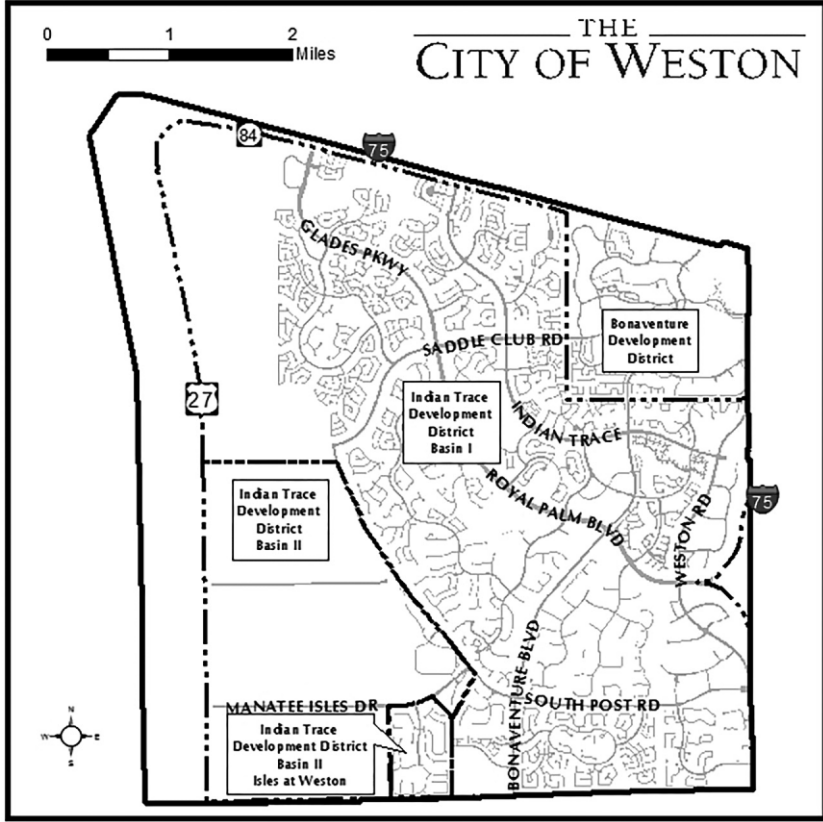 0 1 2
Miles
THE
CITY OF WESTON
84
75
GLADES PKWY
Bonaventure
Development
District
SADDLE CLUB RD
27
Indian Trace
Development
District
Basin I
INDIAN TRACE
Indian Trace
Development
District
Basin II
ROYAL PALM BLVD
WESTON RD
75
BONAVENTURE BLVD
MANATEE ISLES DR
SOUTH POST RD
Indian Trace
Development District
Basin II
Isles at Weston
N
W E
S